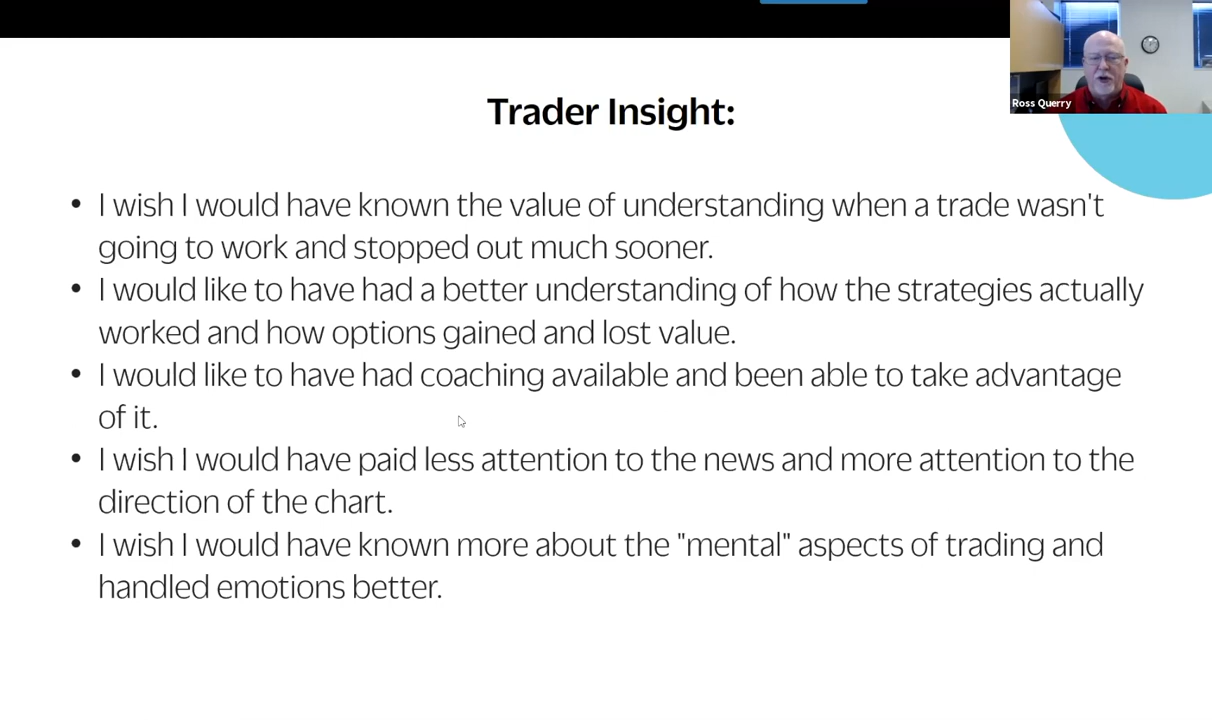 Trader Insight:
Ross Querry
• I wish I would have known the value of understanding when a trade wasn't
going to work and stopped out much sooner.
• I would like to have had a better understanding of how the strategies actually
worked and how options gained and lost value.
• I would like to have had coaching available and been able to take advantage
of it.
• I wish I would have paid less attention to the news and more attention to the
direction of the chart.
• I wish I would have known more about the "mental" aspects of trading and
handled emotions better.